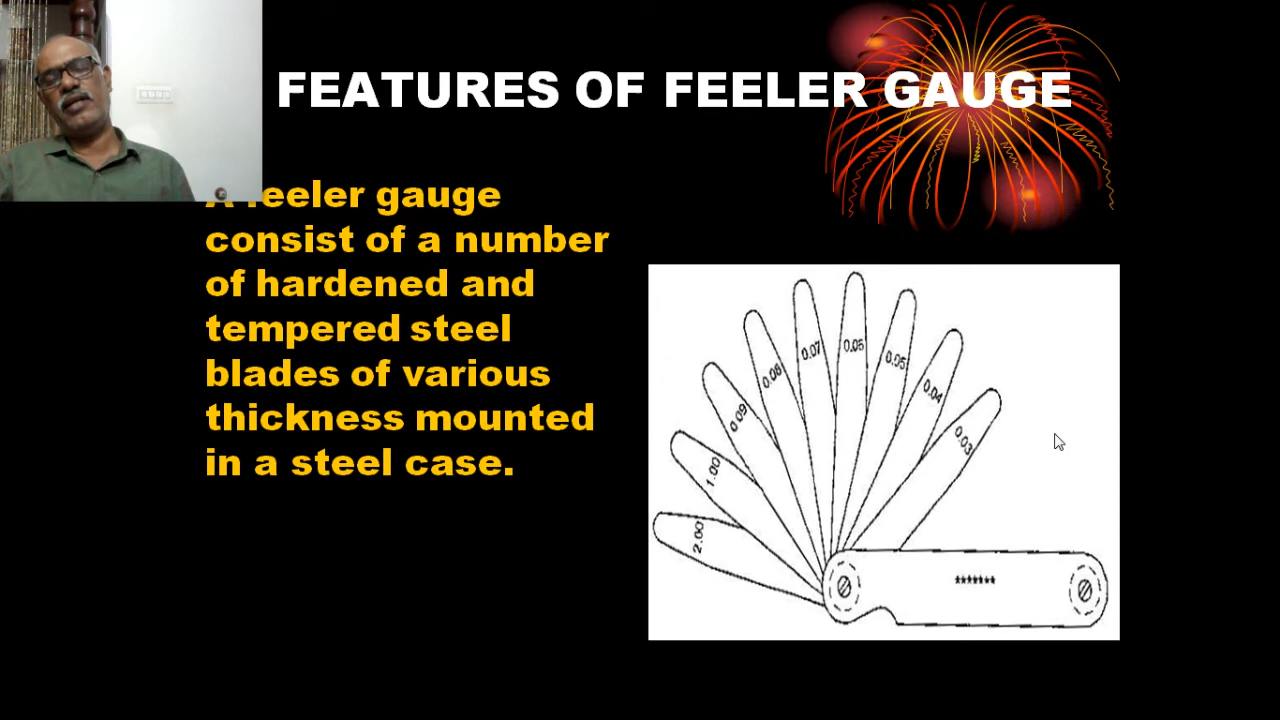 FEATURES OF FEELER GAUGE
A feeler gauge
consist of a number
of hardened and
tempered steel
blades of various
thickness mounted
in a steel case.
0.03
0.04
0.05
0.06
0.07
0.08
0.09
1.00
2.00
*******